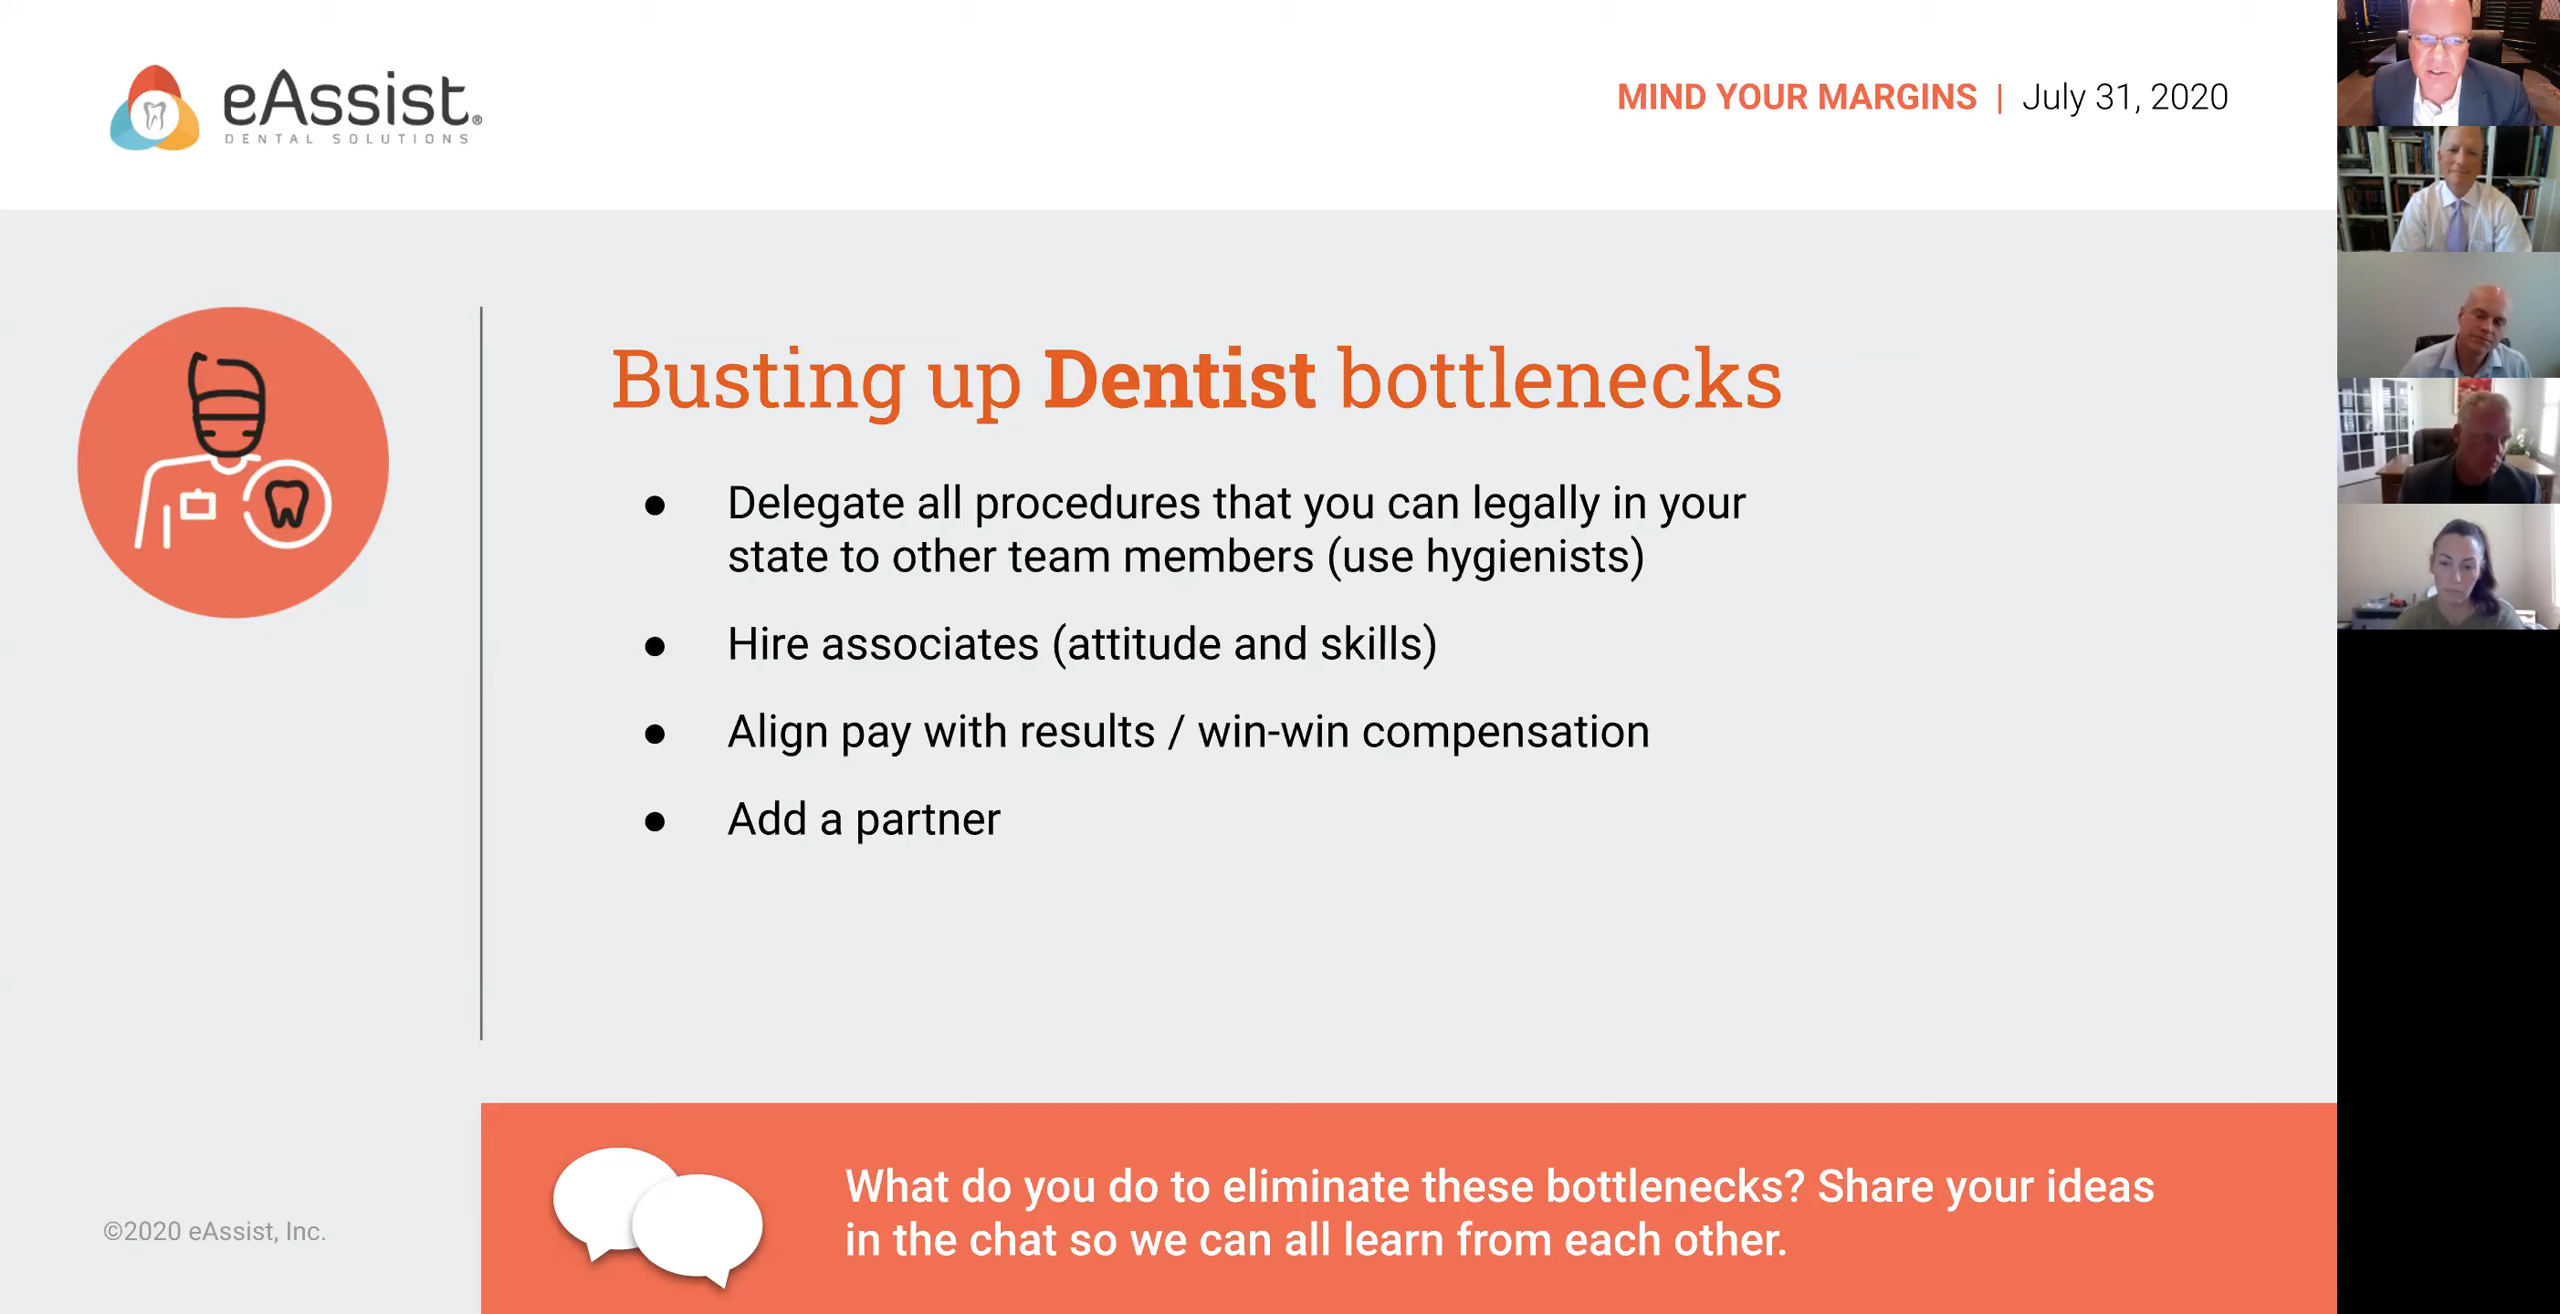 eAssist®
DENTAL SOLUTIONS
MIND YOUR MARGINS | July 31, 2020
Busting up Dentist bottlenecks
● Delegate all procedures that you can legally in your
state to other team members (use hygienists)
● Hire associates (attitude and skills)
● Align pay with results / win-win compensation
● Add a partner
What do you do to eliminate these bottlenecks? Share your ideas
in the chat so we can all learn from each other.
©2020 eAssist, Inc.